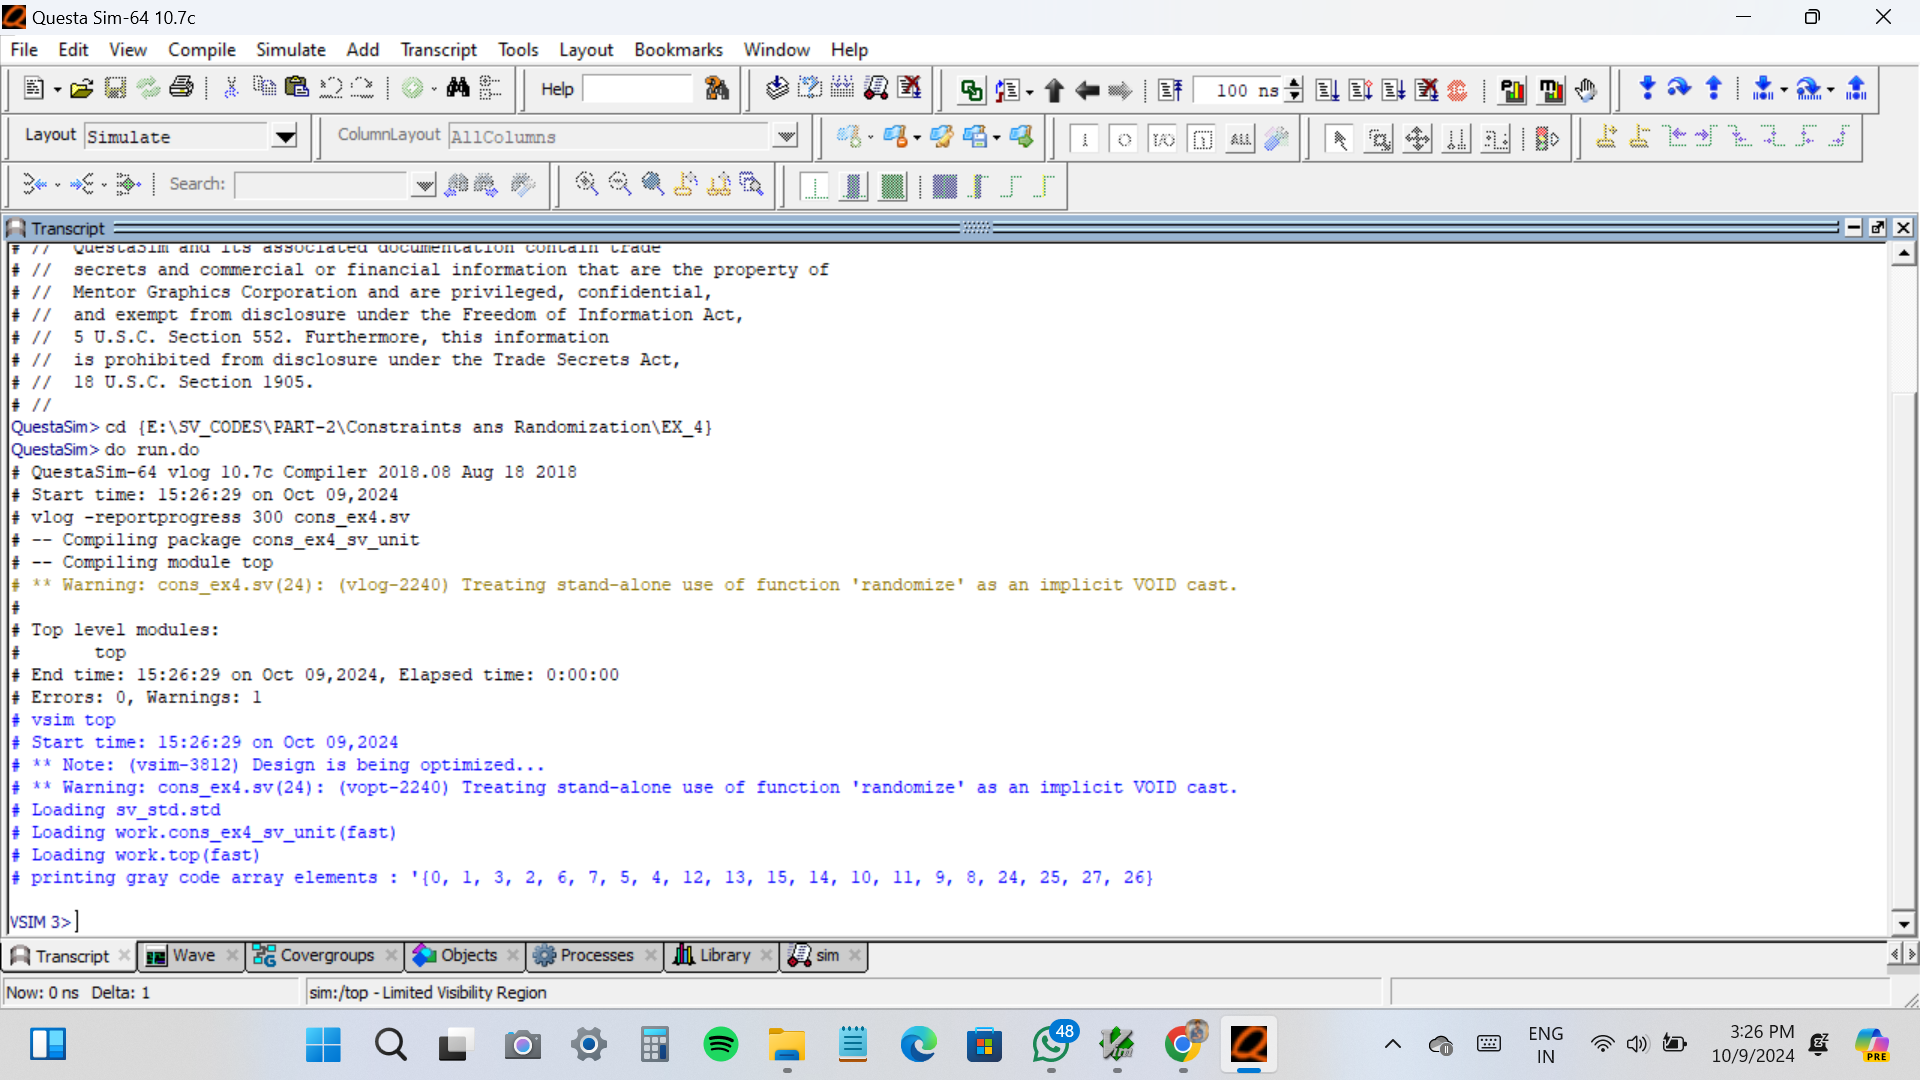 Questa Sim-64 10.7c
File Edit View Compile Simulate Add Transcript Tools Layout Bookmarks Window Help
Help
100 ns
Layout Simulate
ColumnLayout AllColumns
ALL
Search:
Transcript
# // QuestaSim and its associated documentation contain trade
# // secrets and commercial or financial information that are the property of
# // Mentor Graphics Corporation and are privileged, confidential,
# // and exempt from disclosure under the Freedom of Information Act,
# // 5 U.S.C. Section 552. Furthermore, this information
# // is prohibited from disclosure under the Trade Secrets Act,
# // 18 U.S.C. Section 1905.
# //
QuestaSim> cd {E:\SV_CODES\PART-2\Constraints ans Randomization\EX_4}
QuestaSim> do run.do
# QuestaSim-64 vlog 10.7c Compiler 2018.08 Aug 18 2018
# Start time: 15:26:29 on Oct 09,2024
# vlog -reportprogress 300 cons_ex4.sv
# -- Compiling package cons_ex4_sv_unit
# -- Compiling module top
# ** Warning: cons_ex4.sv(24): (vlog-2240) Treating stand-alone use of function 'randomize' as an implicit VOID cast.
#
# Top level modules:
# top
# End time: 15:26:29 on Oct 09,2024, Elapsed time: 0:00:00
# Errors: 0, Warnings: 1
# vsim top
# Start time: 15:26:29 on Oct 09,2024
# ** Note: (vsim-3812) Design is being optimized...
# ** Warning: cons_ex4.sv(24): (vopt-2240) Treating stand-alone use of function 'randomize' as an implicit VOID cast.
# Loading sv_std.std
# Loading work.cons_ex4_sv_unit(fast)
# Loading work.top(fast)
# printing gray code array elements : '{0, 1, 3, 2, 6, 7, 5, 4, 12, 13, 15, 14, 10, 11, 9, 8, 24, 25, 27, 26}
VSIM 3>
Transcript Wave Covergroups Objects Processes Library sim
Now: 0 ns Delta: 1 sim:/top - Limited Visibility Region
48
ENG
IN
3:26 PM
10/9/2024
PRE